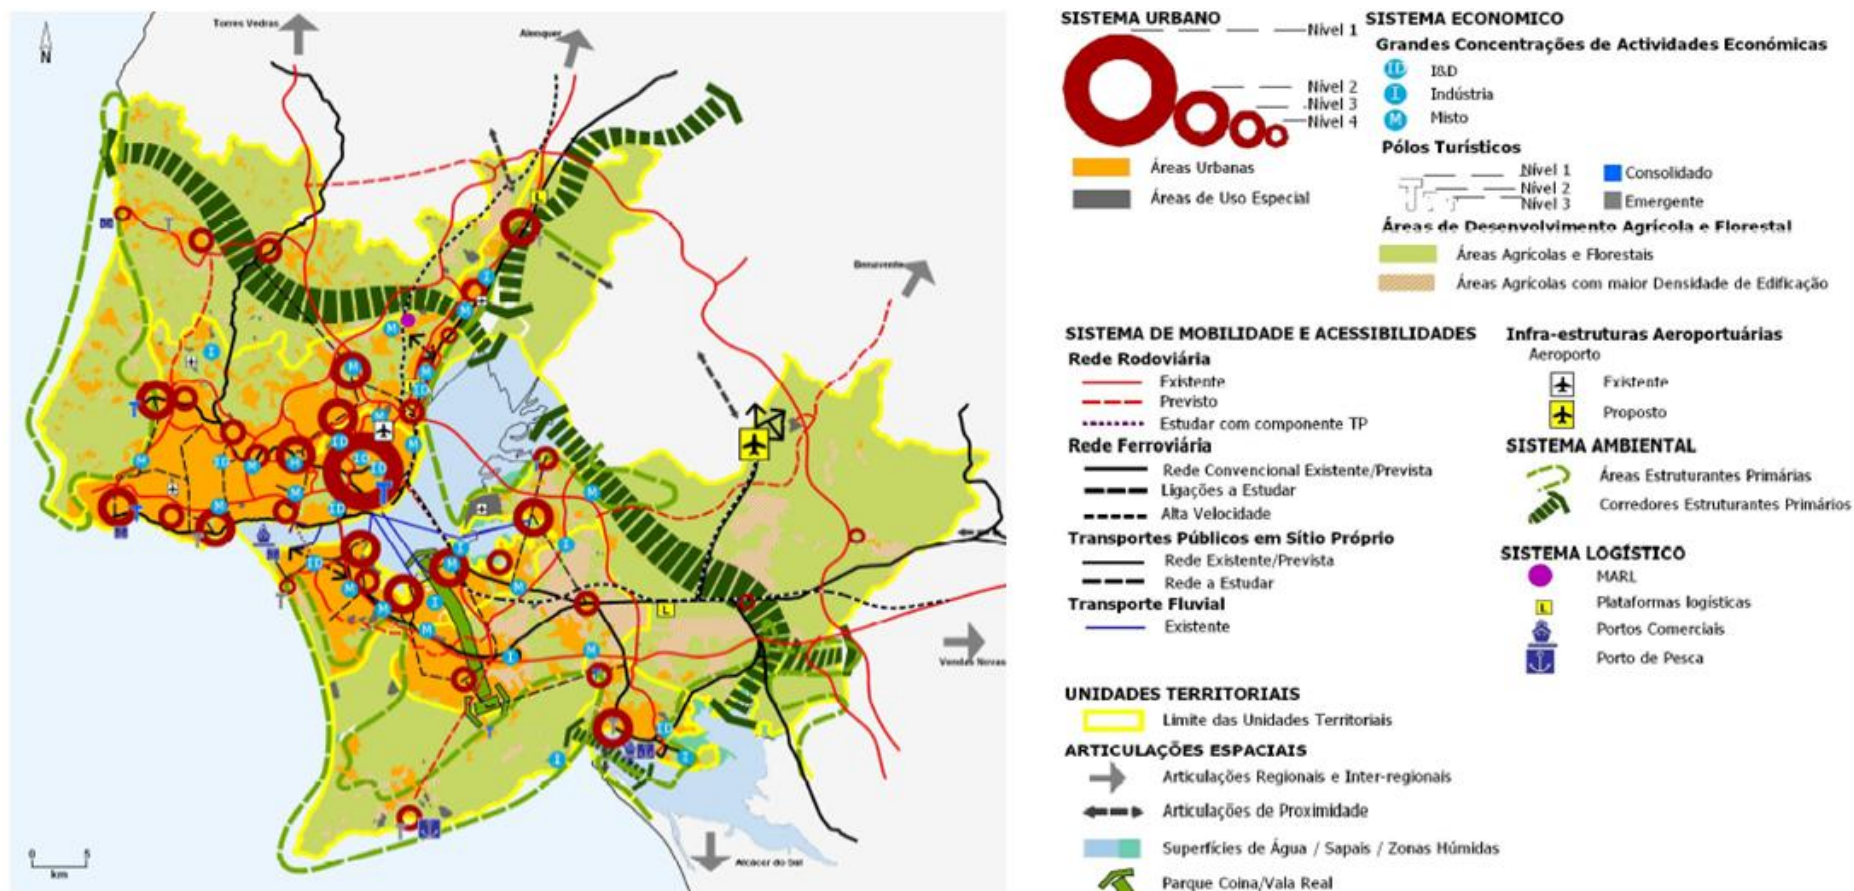 Torres Vedras
Alenquer
N
Benavente
Vendas Novas
Alcácer do Sal
0 5
km
SISTEMA URBANO
Nível 1
Nível 2
Nível 3
Nível 4
Áreas Urbanas
Áreas de Uso Especial
SISTEMA ECONOMICO
Grandes Concentrações de Actividades Económicas
ID I&D
I Indústria
M Misto
Pólos Turísticos
Nível 1
Nível 2
Nível 3
Consolidado
Emergente
Áreas de Desenvolvimento Agrícola e Florestal
Áreas Agrícolas e Florestais
Áreas Agrícolas com maior Densidade de Edificação
SISTEMA DE MOBILIDADE E ACESSIBILIDADES
Rede Rodoviária
Existente
Previsto
Estudar com componente TP
Rede Ferroviária
Rede Convencional Existente/Prevista
Ligações a Estudar
Alta Velocidade
Transportes Públicos em Sítio Próprio
Rede Existente/Prevista
Rede a Estudar
Transporte Fluvial
Existente
Infra-estruturas Aeroportuárias
Aeroporto
Existente
Proposto
SISTEMA AMBIENTAL
Áreas Estruturantes Primárias
Corredores Estruturantes Primários
SISTEMA LOGÍSTICO
MARL
L Plataformas logísticas
Portos Comerciais
Porto de Pesca
UNIDADES TERRITORIAIS
Limite das Unidades Territoriais
ARTICULAÇÕES ESPACIAIS
Articulações Regionais e Inter-regionais
Articulações de Proximidade
Superfícies de Água / Sapais / Zonas Húmidas
Parque Coina/Vala Real